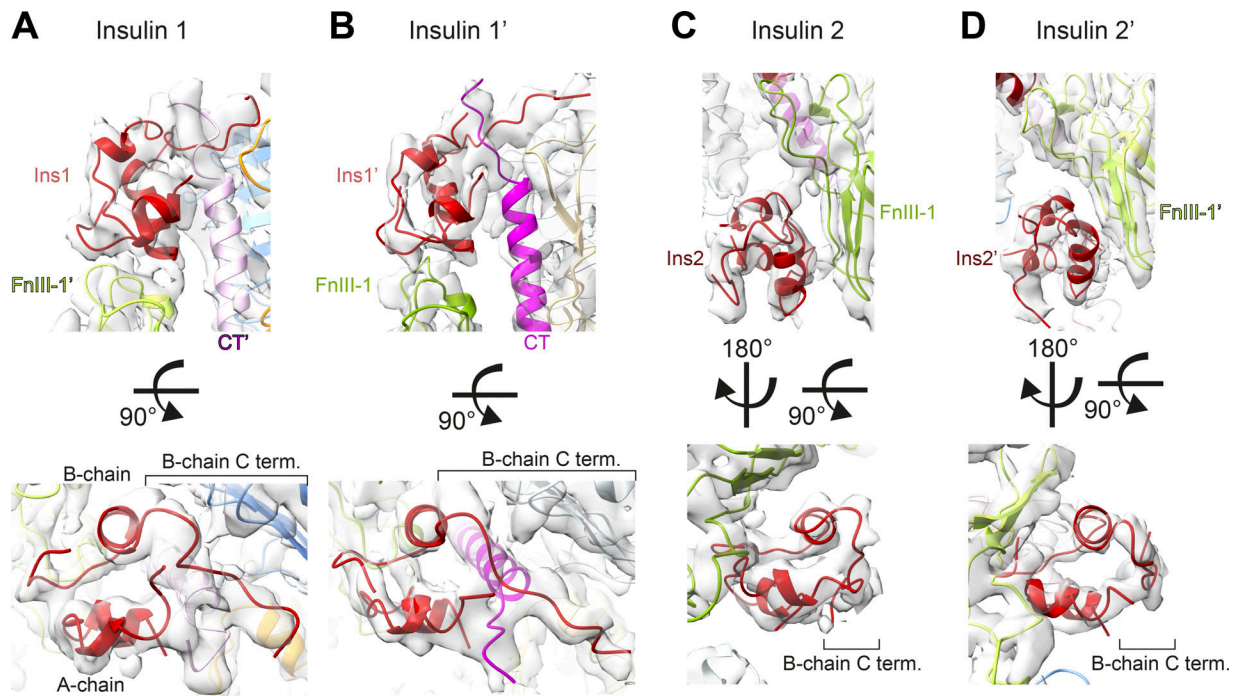 A Insulin 1
B Insulin 1’
C Insulin 2
D Insulin 2’
Ins1
FnIII-1’
CT’
Ins1’
FnIII-1
CT
FnIII-1
Ins2
FnIII-1’
Ins2’
90°
90°
180°
90°
180°
90°
B-chain
B-chain C term.
A-chain
B-chain C term.
B-chain C term.
B-chain C term.